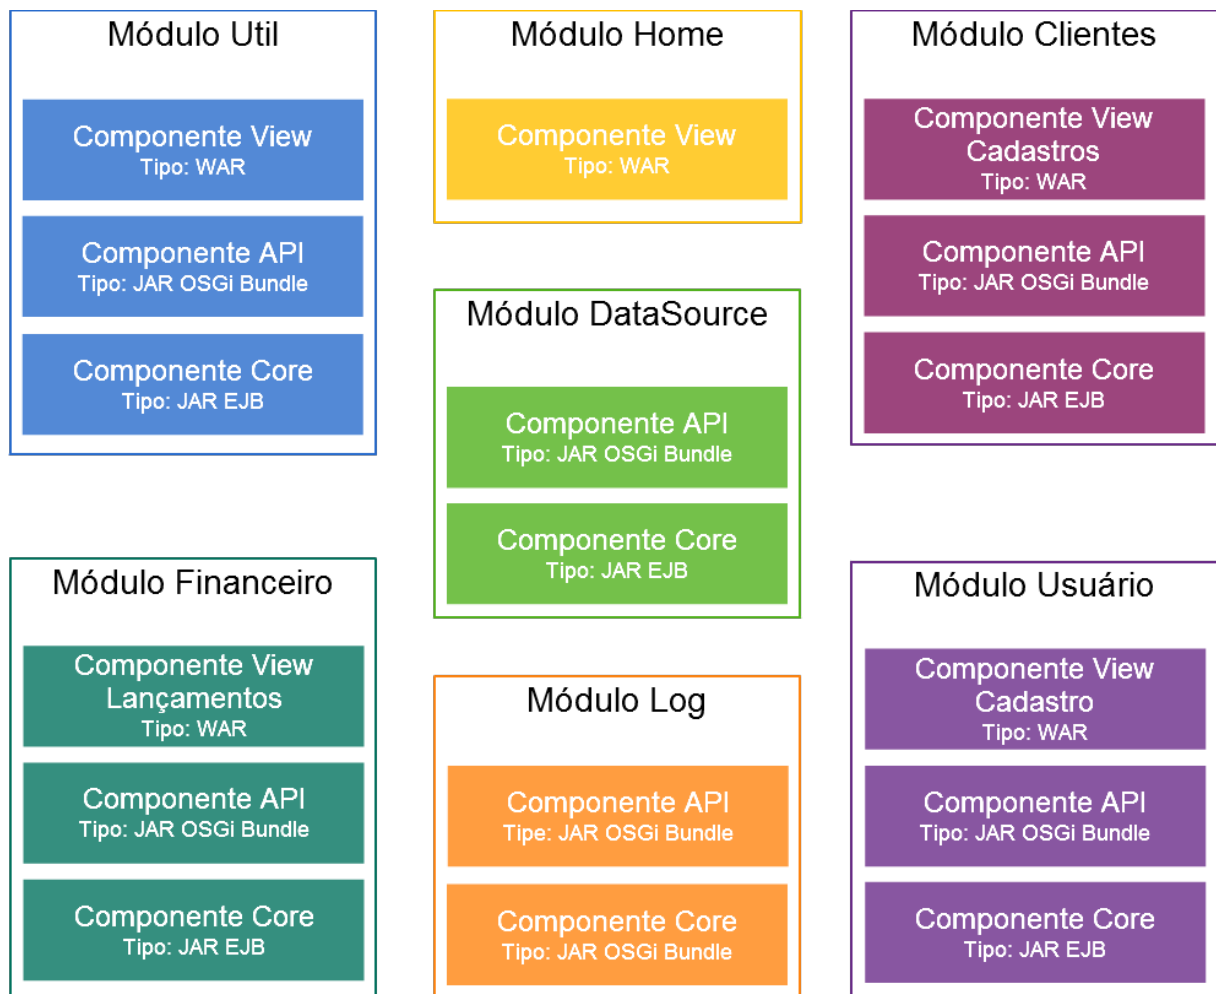 Módulo Util
Componente View
Tipo: WAR
Componente API
Tipo: JAR OSGi Bundle
Componente Core
Tipo: JAR EJB
Módulo Home
Componente View
Tipo: WAR
Módulo Clientes
Componente View
Cadastros
Tipo: WAR
Componente API
Tipo: JAR OSGi Bundle
Componente Core
Tipo: JAR EJB
Módulo DataSource
Componente API
Tipo: JAR OSGi Bundle
Componente Core
Tipo: JAR EJB
Módulo Financeiro
Componente View
Lançamentos
Tipo: WAR
Componente API
Tipo: JAR OSGi Bundle
Componente Core
Tipo: JAR EJB
Módulo Log
Componente API
Tipe: JAR OSGi Bundle
Componente Core
Tipo: JAR OSGi Bundle
Módulo Usuário
Componente View
Cadastro
Tipo: WAR
Componente API
Tipo: JAR OSGi Bundle
Componente Core
Tipo: JAR EJB